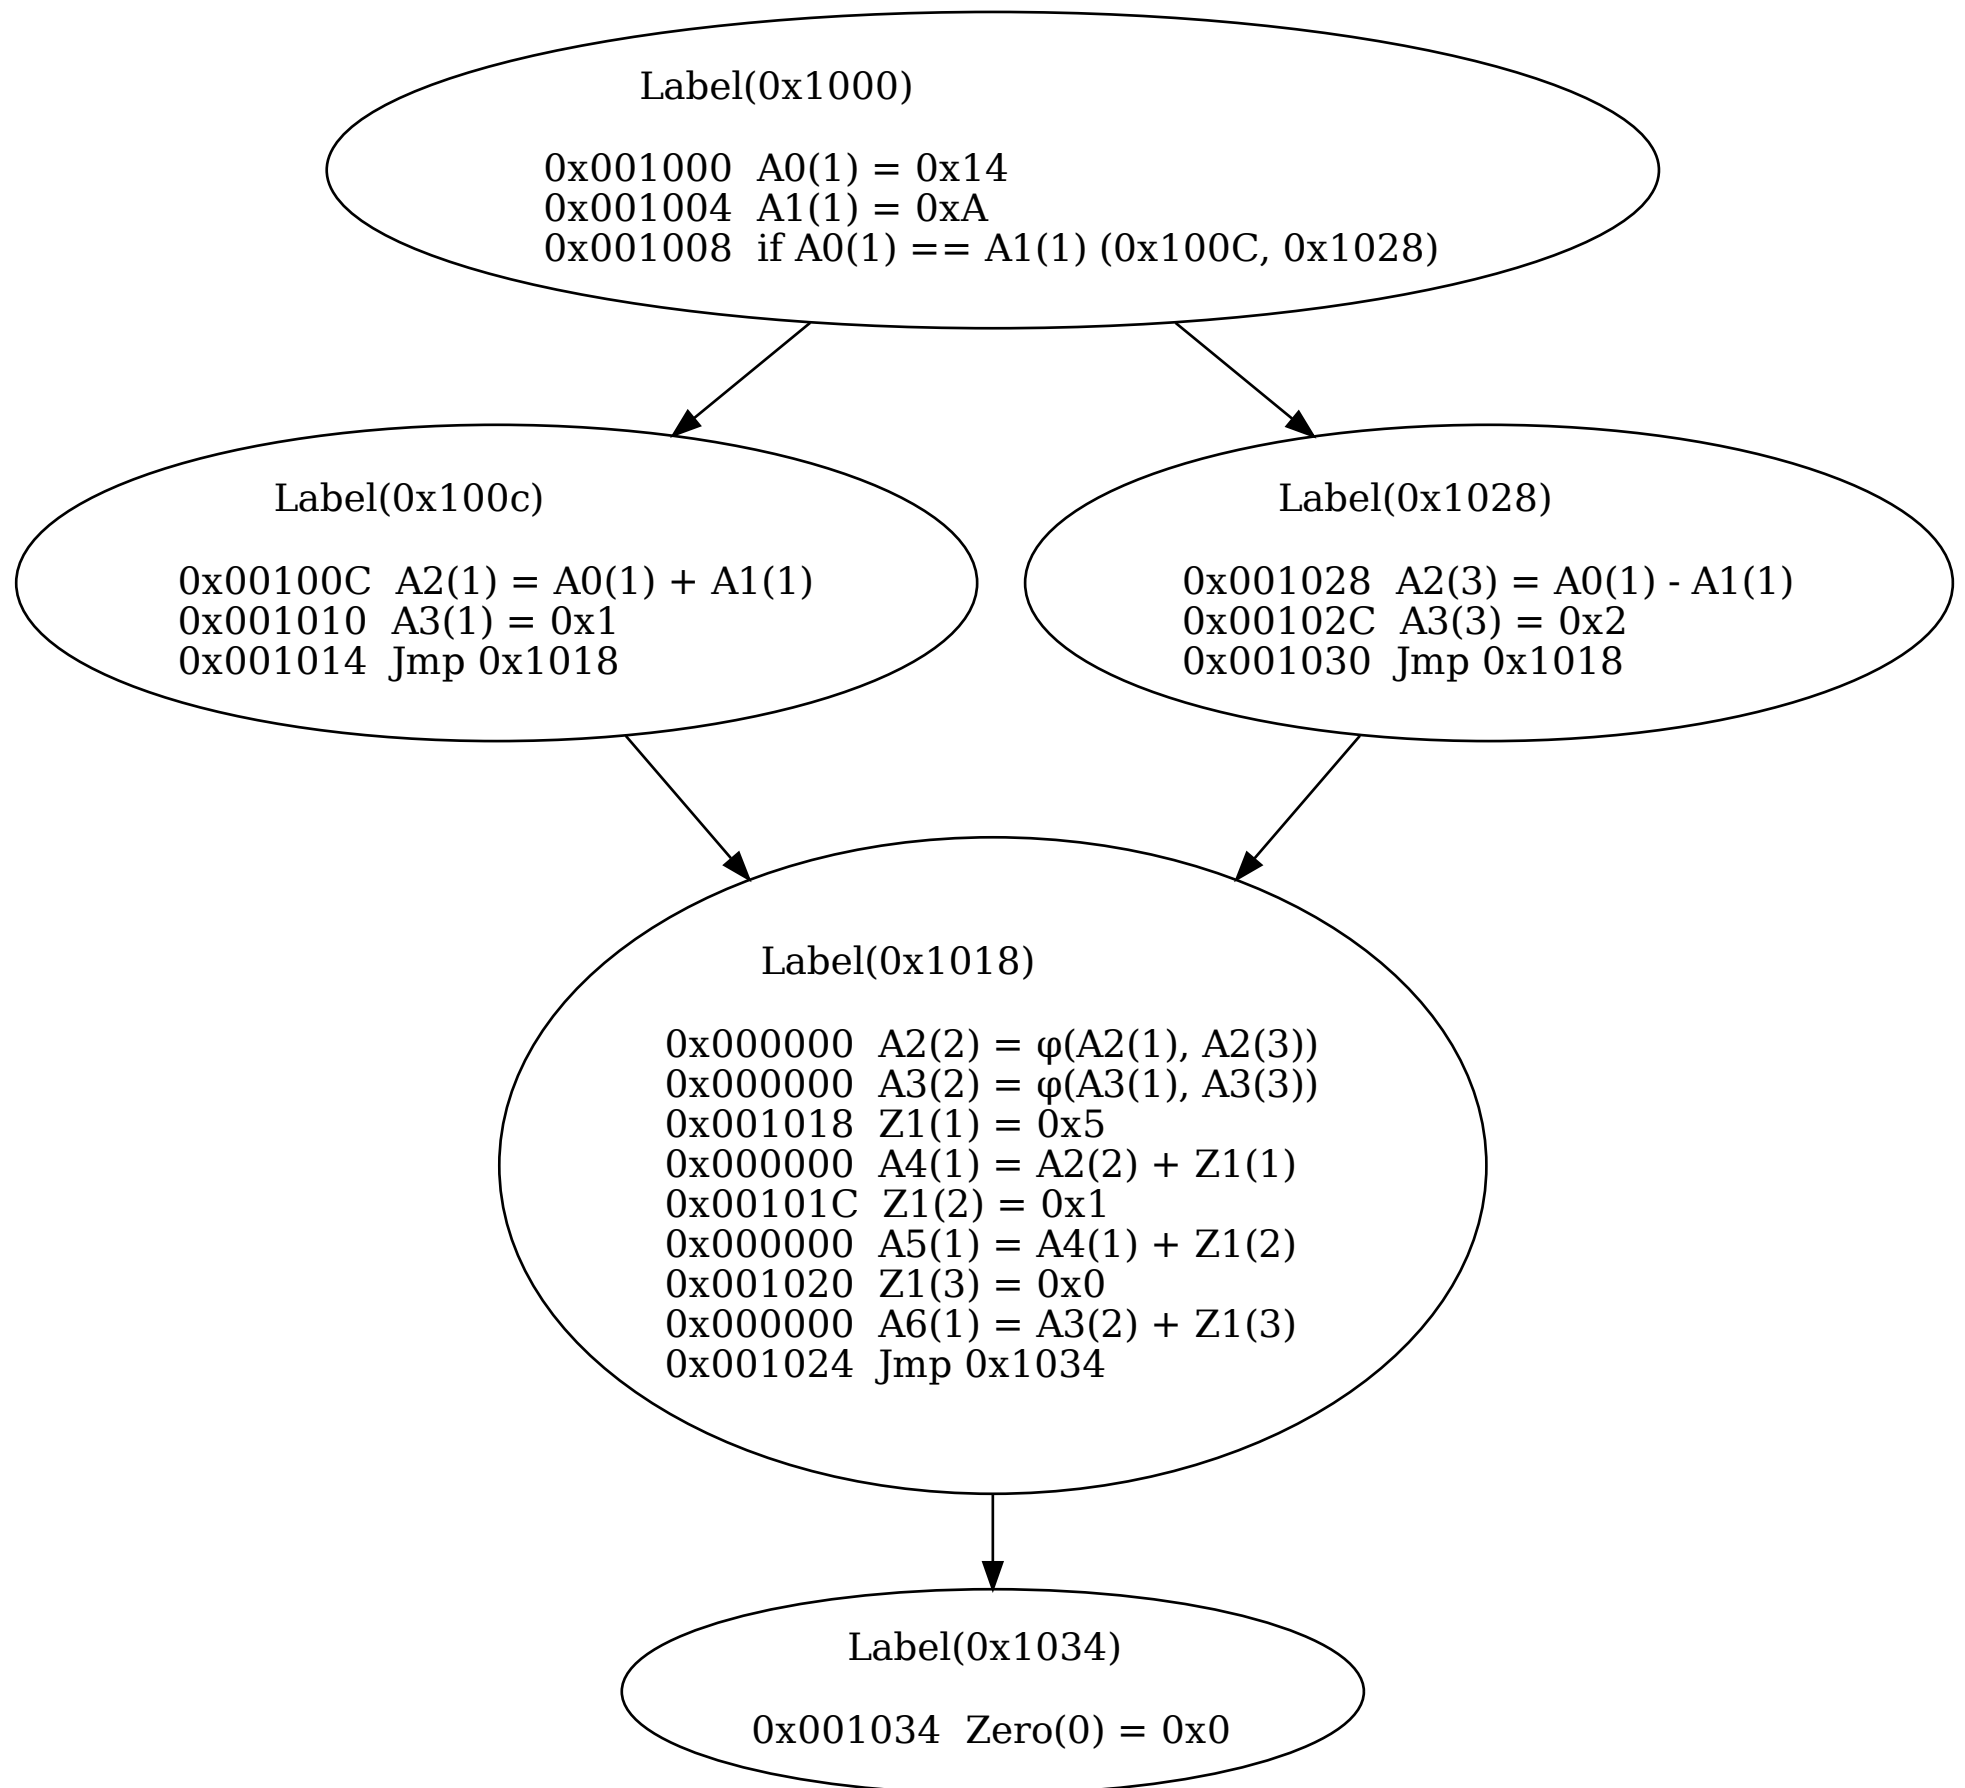 Label(0x1000)
0x001000  A0(1) = 0x14
0x001004  A1(1) = 0xA
0x001008  if A0(1) == A1(1) (0x100C, 0x1028)
Label(0x100c)
0x00100C  A2(1) = A0(1) + A1(1)
0x001010  A3(1) = 0x1
0x001014  Jmp 0x1018
Label(0x1028)
0x001028  A2(3) = A0(1) - A1(1)
0x00102C  A3(3) = 0x2
0x001030  Jmp 0x1018
Label(0x1018)
0x000000  A2(2) = φ(A2(1), A2(3))
0x000000  A3(2) = φ(A3(1), A3(3))
0x001018  Z1(1) = 0x5
0x000000  A4(1) = A2(2) + Z1(1)
0x00101C  Z1(2) = 0x1
0x000000  A5(1) = A4(1) + Z1(2)
0x001020  Z1(3) = 0x0
0x000000  A6(1) = A3(2) + Z1(3)
0x001024  Jmp 0x1034
Label(0x1034)
0x001034  Zero(0) = 0x0